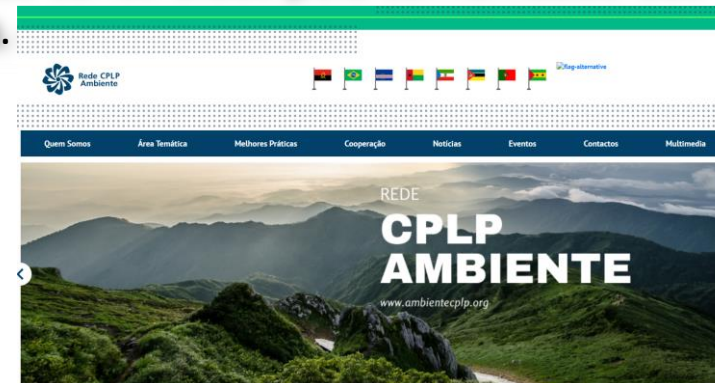 Rede CPLP
Ambiente
flag-alternative
Quem Somos Área Temática Melhores Práticas Cooperação Notícias Eventos Contactos Multimedia
REDE
CPLP
AMBIENTE
www.ambientecplp.org